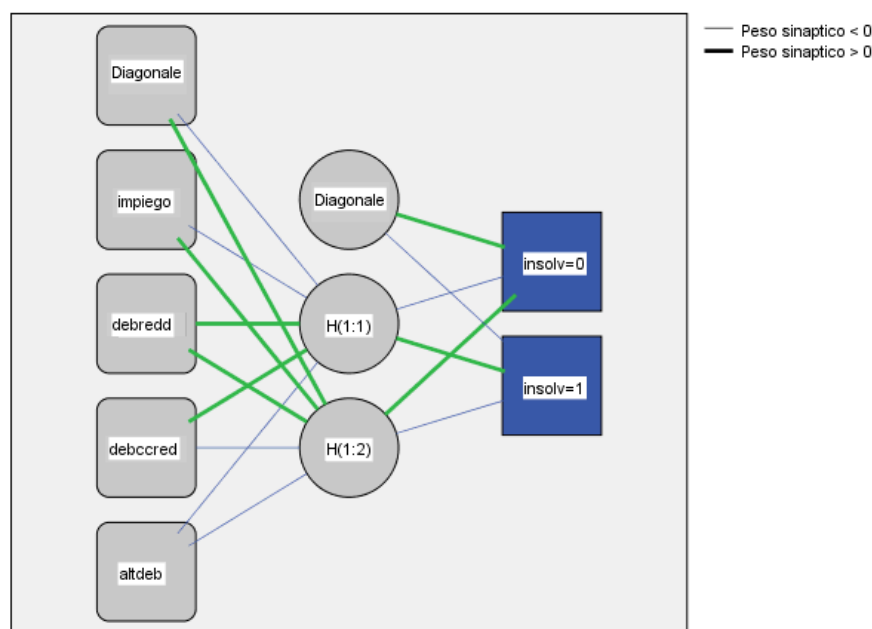 Peso sinaptico < 0
Peso sinaptico > 0
Diagonale
impiego
debredd
debccred
altdeb
Diagonale
H(1:1)
H(1:2)
insolv=0
insolv=1